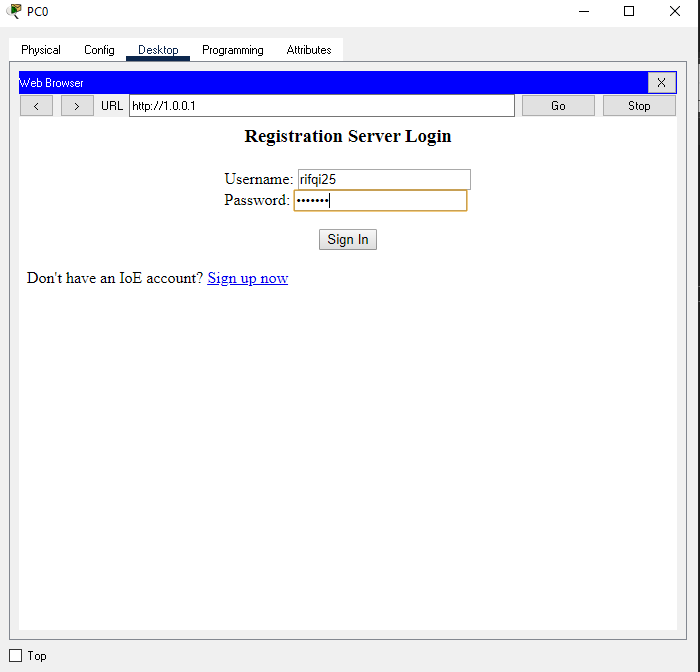 PC0
Physical Config Desktop Programming Attributes
Web Browser X
< > URL http://1.0.0.1 Go Stop
Registration Server Login
Username: rifqi25
Password: •••••••
Sign In
Don't have an IoE account? Sign up now
Top